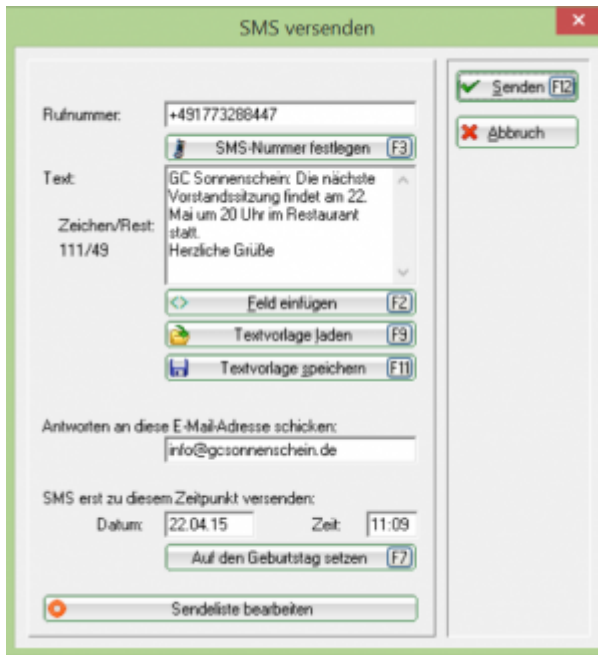 SMS versenden
Rufnummer: +491773288447
SMS-Nummer festlegen F3
Text: GC Sonnenschein: Die nächste
Vorstandssitzung findet am 22.
Mai um 20 Uhr im Restaurant
statt.
Herzliche Grüße
Zeichen/Rest:
111/49
Feld einfügen F2
Textvorlage laden F9
Textvorlage speichern F11
Antworten an diese E-Mail-Adresse schicken:
info@gcsonnenschein.de
SMS erst zu diesem Zeitpunkt versenden:
Datum: 22.04.15 Zeit: 11:09
Auf den Geburtstag setzen F7
Sendeliste bearbeiten
Senden F12
Abbruch